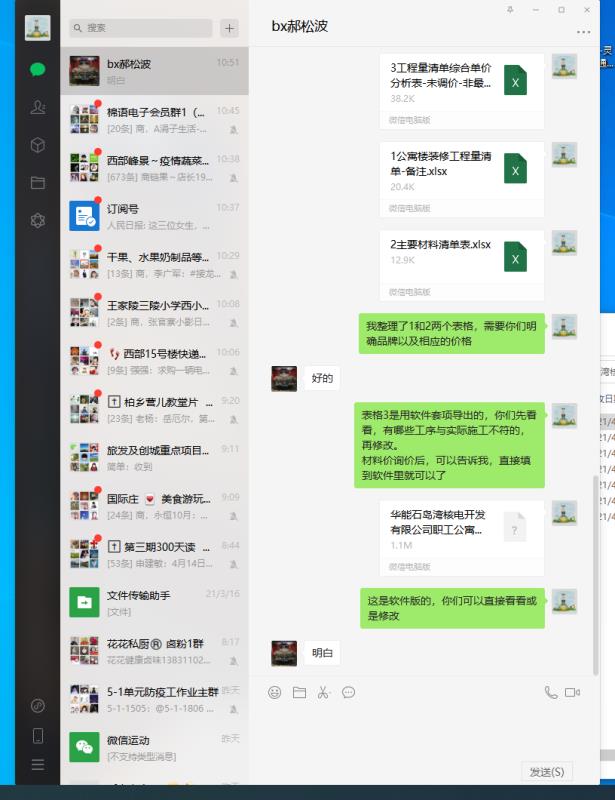 搜索
bx郝松波
10:51
明白
棉语电子会员群1（...
10:45
[20条] 商，A涓子生活-...
西部峰景～疫情蔬菜...
10:38
[673条] 商链果～店长19...
订阅号
10:37
人民日报: 这三位女生，...
干果、水果奶制品等...
10:29
[13条] 商，李广军：#接龙...
王家陵三陵小学西小...
10:08
[2条] 商，张官寨小影日...
西部15号楼快递...
10:06
[9条] 强强：求购一辆电...
柏乡营儿教堂片 ...
9:20
[23条] 老杨：岳厄尔，第...
旅发及创城重点项目...
9:11
简单：收到
国际庄 美食游玩...
9:09
[24条] 商，永恒10月：...
第三期300天读 ...
8:44
[53条] 申建敏：4月14日...
文件传输助手
21/3/16
[文件]
花花私厨® 卤粉1群
8:17
花花健康卤味13831102...
5-1单元防疫工作业主群
昨天
5-1-1505：@5-1-1806 ...
微信运动
昨天
[不支持类型消息]
昨天
bx郝松波
3工程量清单综合单价
分析表-未调价-非最...
38.2K
微信电脑版
1公寓楼装修工程量清
单-备注.xlsx
20.4K
微信电脑版
2主要材料清单表.xlsx
12.9K
微信电脑版
我整理了1和2两个表格，需要你们明
确品牌以及相应的价格
好的
表格3是用软件套项导出的，你们先看
看，有哪些工序与实际施工不符的，
再修改。
材料价询价后，可以告诉我，直接填
到软件里就可以了
华能石岛湾核电开发
有限公司职工公寓...
1.1M
微信电脑版
这是软件版的，你们可以直接看看或
是修改
明白
发送(S)